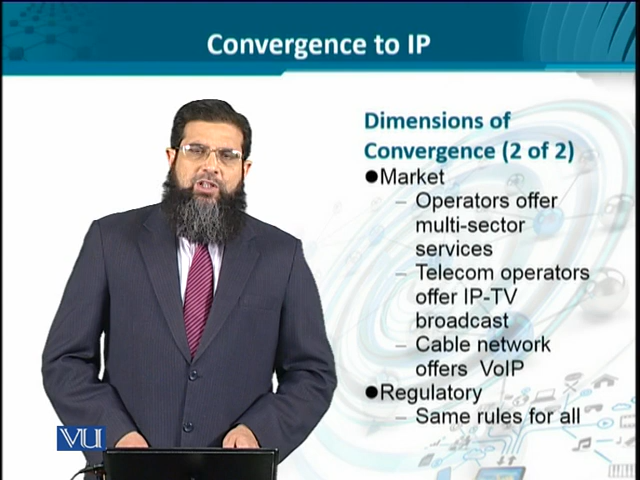 Convergence to IP
Dimensions of
Convergence (2 of 2)
●Market
– Operators offer
multi-sector
services
– Telecom operators
offer IP-TV
broadcast
– Cable network
offers VoIP
●Regulatory
– Same rules for all
VU